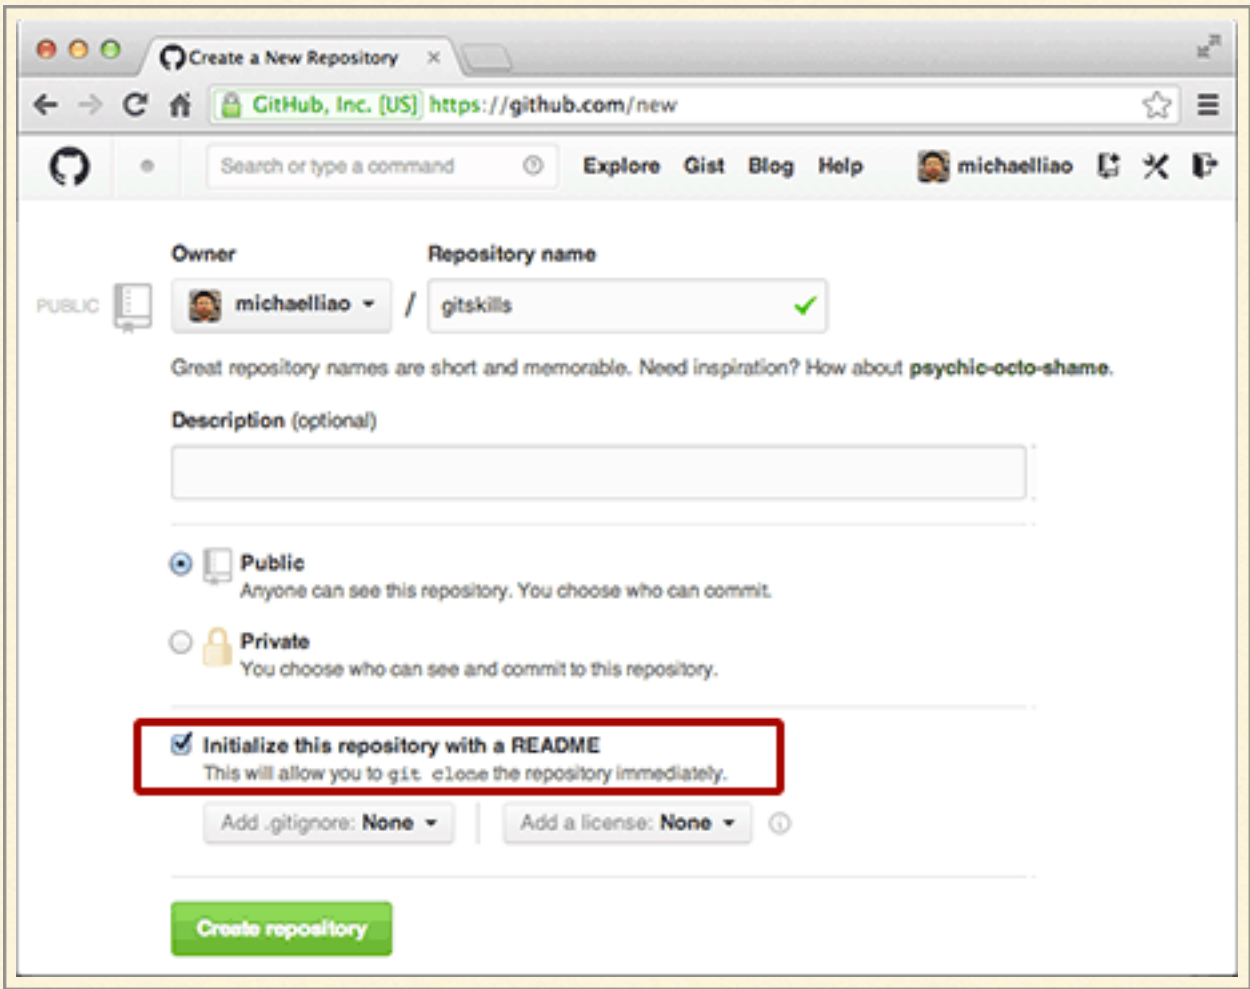 Create a New Repository
GitHub, Inc. [US] https://github.com/new
Search or type a command Explore Gist Blog Help michaelliao
Owner Repository name
PUBLIC michaelliao / gitskills
Great repository names are short and memorable. Need inspiration? How about psychic-octo-shame.
Description (optional)
Public
Anyone can see this repository. You choose who can commit.
Private
You choose who can see and commit to this repository.
Initialize this repository with a README
This will allow you to git clone the repository immediately.
Add .gitignore: None Add a license: None
Create repository